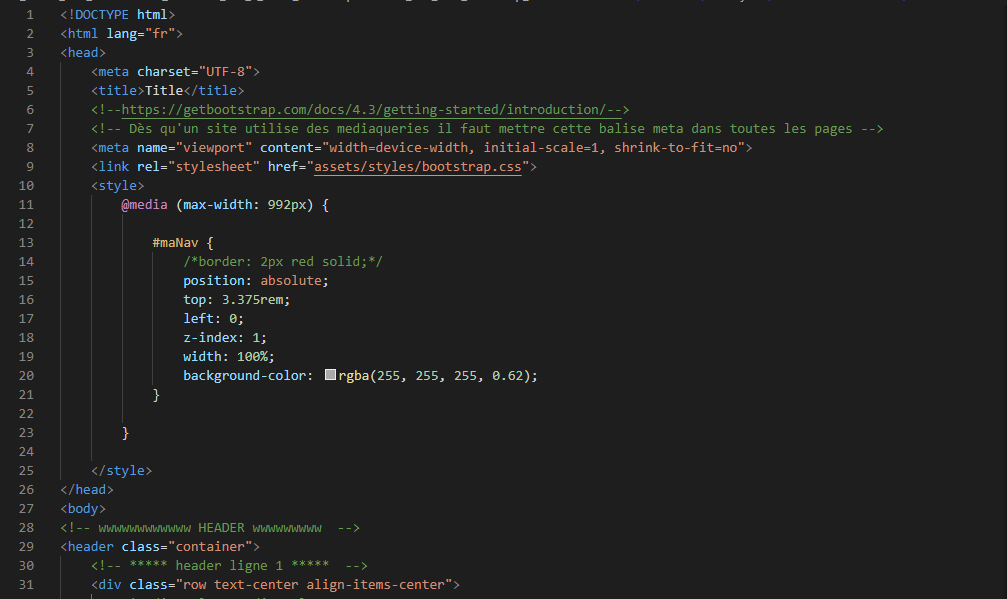 1 <!DOCTYPE html>
2 <html lang="fr">
3 <head>
4 <meta charset="UTF-8">
5 <title>Title</title>
6 <!--https://getbootstrap.com/docs/4.3/getting-started/introduction/-->
7 <!-- Dès qu'un site utilise des mediaqueries il faut mettre cette balise meta dans toutes les pages -->
8 <meta name="viewport" content="width=device-width, initial-scale=1, shrink-to-fit=no">
9 <link rel="stylesheet" href="assets/styles/bootstrap.css">
10 <style>
11 @media (max-width: 992px) {
12
13 #maNav {
14 /*border: 2px red solid;*/
15 position: absolute;
16 top: 3.375rem;
17 left: 0;
18 z-index: 1;
19 width: 100%;
20 background-color: rgba(255, 255, 255, 0.62);
21 }
22
23 }
24
25 </style>
26 </head>
27 <body>
28 <!-- wwwwwwwwwwww HEADER wwwwwwwww  -->
29 <header class="container">
30 <!-- ***** header ligne 1 *****  -->
31 <div class="row text-center align-items-center">